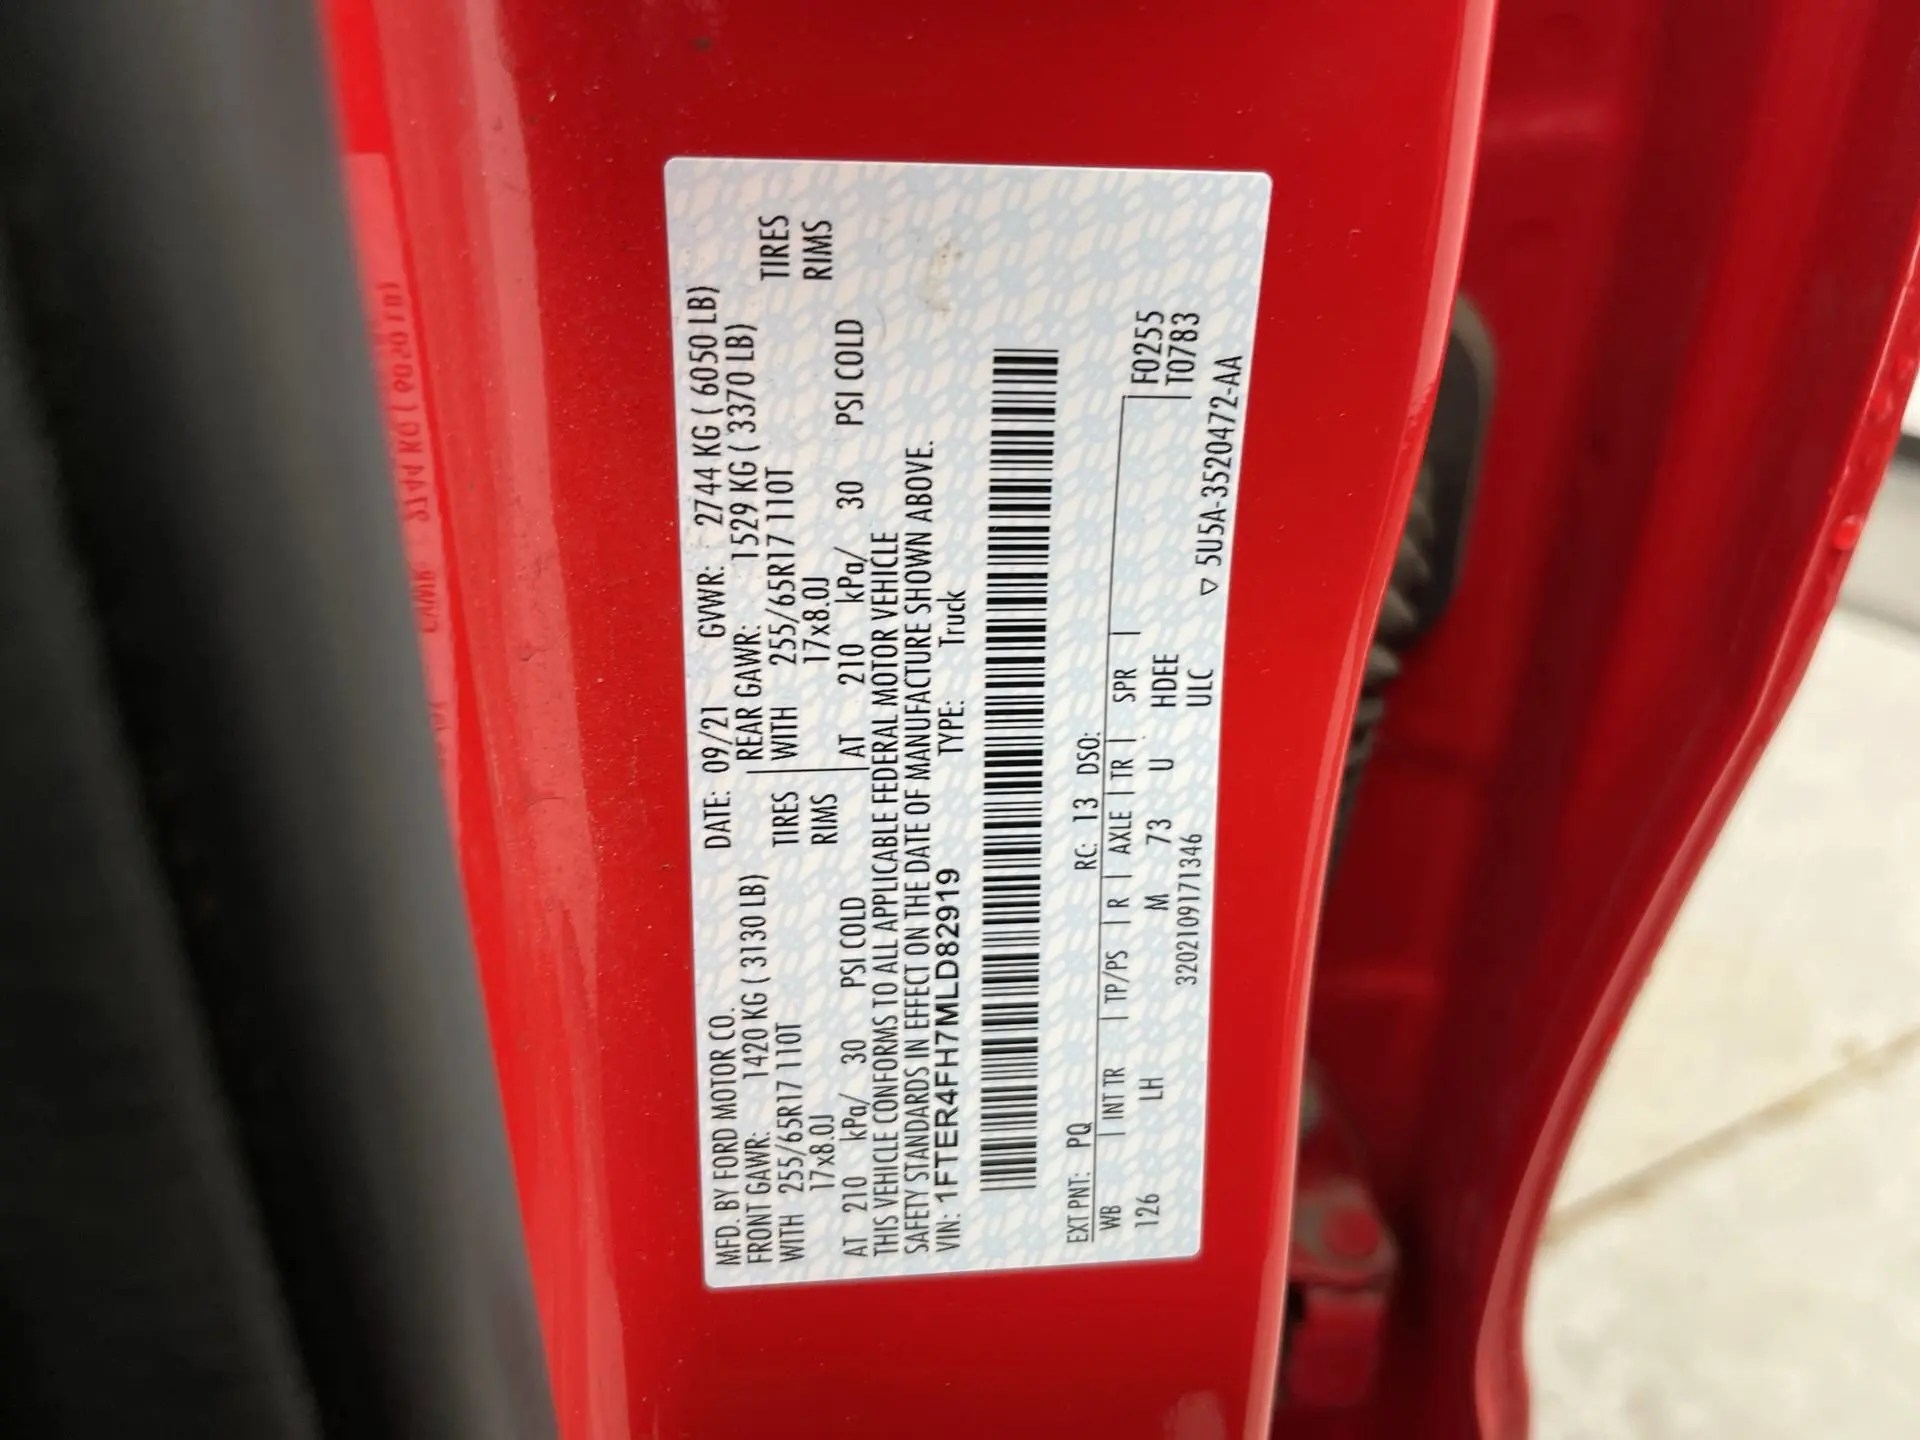 MFD. BY FORD MOTOR CO. DATE: 09/21 GVWR: 2744 KG ( 6050 LB)
FRONT GAWR: 1420 KG ( 3130 LB) REAR GAWR: 1529 KG ( 3370 LB)
WITH 255/65R17 110T TIRES WITH 255/65R17 110T TIRES
17x8.0J RIMS 17x8.0J RIMS
AT 210 kPa/ 30 PSI COLD AT 210 kPa/ 30 PSI COLD
THIS VEHICLE CONFORMS TO ALL APPLICABLE FEDERAL MOTOR VEHICLE
SAFETY STANDARDS IN EFFECT ON THE DATE OF MANUFACTURE SHOWN ABOVE.
VIN: 1FTER4FH7MLD82919 TYPE: Truck
EXT PNT: PQ RC: 13 DSO:
WB | INT TR | TP/PS | R | AXLE | TR | SPR F0255
126 LH M 73 U HDEE T0783
320210917 1346 ULC
▽ 5U5A-3520472-AA